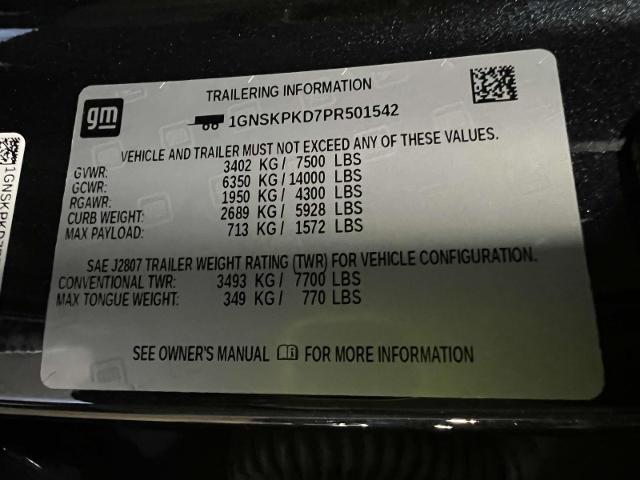 TRAILERING INFORMATION
gm
1GNSKPKD7PR501542
VEHICLE AND TRAILER MUST NOT EXCEED ANY OF THESE VALUES.
GVWR: 3402 KG/ 7500 LBS
GCWR: 6350 KG/14000 LBS
RGAWR: 1950 KG/ 4300 LBS
CURB WEIGHT: 2689 KG/ 5928 LBS
MAX PAYLOAD: 713 KG/ 1572 LBS
SAE J2807 TRAILER WEIGHT RATING (TWR) FOR VEHICLE CONFIGURATION.
CONVENTIONAL TWR: 3493 KG/ 7700 LBS
MAX TONGUE WEIGHT: 349 KG/ 770 LBS
SEE OWNER'S MANUAL FOR MORE INFORMATION